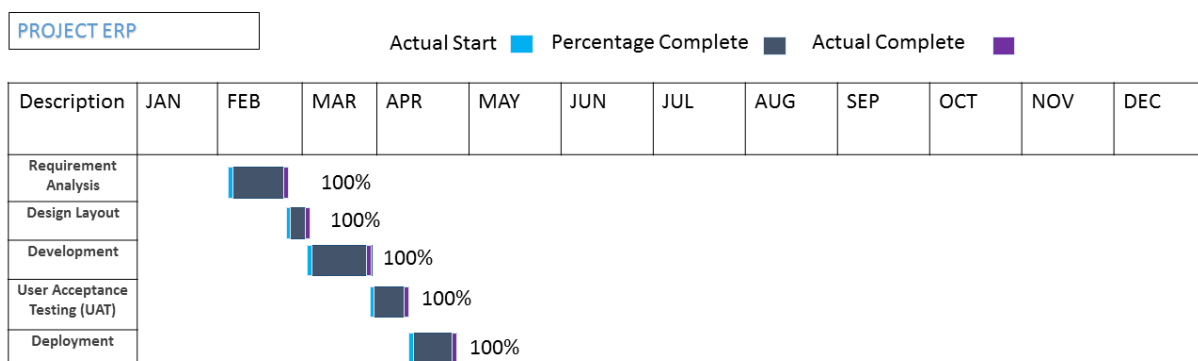 PROJECT ERP
Actual Start Percentage Complete Actual Complete
Description JAN FEB MAR APR MAY JUN JUL AUG SEP OCT NOV DEC
Requirement
Analysis
100%
Design Layout
100%
Development
100%
User Acceptance
Testing (UAT)
100%
Deployment
100%